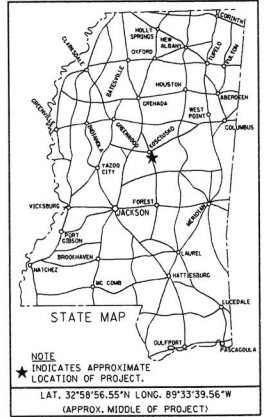 CORINTH
HOLLY
SPRINGS
NEW
ALBANY
CLARKSDALE
OXFORD
TUPELO
FULTON
BATESVILLE
HOUSTON
ABERDEEN
GRENADA
GREENVILLE
WEST
POINT
COLUMBUS
INDIANOLA
GREENWOOD
KOSCIUSKO
YAZOO
CITY
VICKSBURG
FOREST
JACKSON
MERIDIAN
PORT
GIBSON
BROOKHAVEN
LAUREL
NATCHEZ
HATTIESBURG
MC COMB
LUCEDALE
STATE MAP
GULFPORT
PASCAGOULA
NOTE
INDICATES APPROXIMATE
LOCATION OF PROJECT.
LAT. 32°58'56.55"N LONG. 89°33'39.56"W
(APPROX. MIDDLE OF PROJECT)